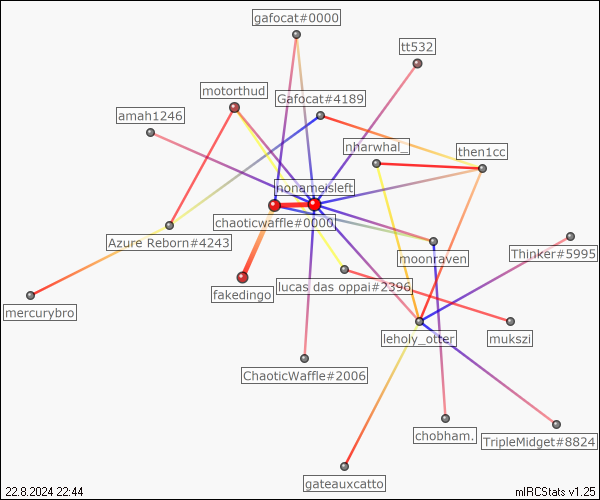 gafocat#0000
tt532
motorthud
Gafocat#4189
amah1246
nharwhal_
then1cc
nonameisleft
chaoticwaffle#0000
Azure Reborn#4243
moonraven
Thinker#5995
fakedingo
lucas das oppai#2396
mercurybro
leholy_otter
mukszi
ChaoticWaffle#2006
chobham.
TripleMidget#8824
gateauxcatto
22.8.2024 22:44
mIRCStats v1.25